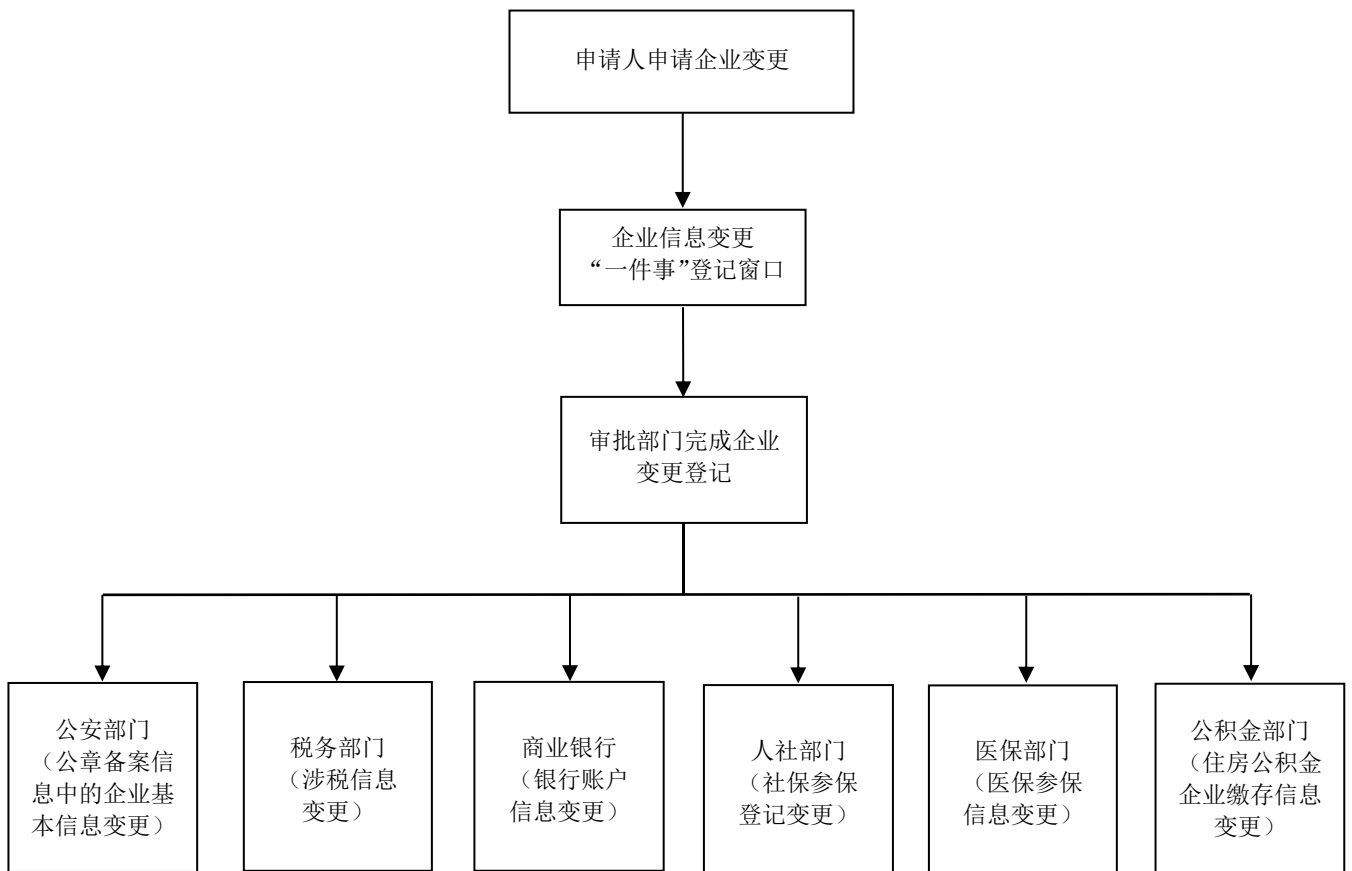 申请人申请企业变更
企业信息变更
“一件事”登记窗口
审批部门完成企业
变更登记
公安部门
（公章备案信
息中的企业基
本信息变更）
税务部门
（涉税信息
变更）
商业银行
（银行账户
信息变更）
人社部门
（社保参保
登记变更）
医保部门
（医保参保
信息变更）
公积金部门
（住房公积金
企业缴存信息
变更）